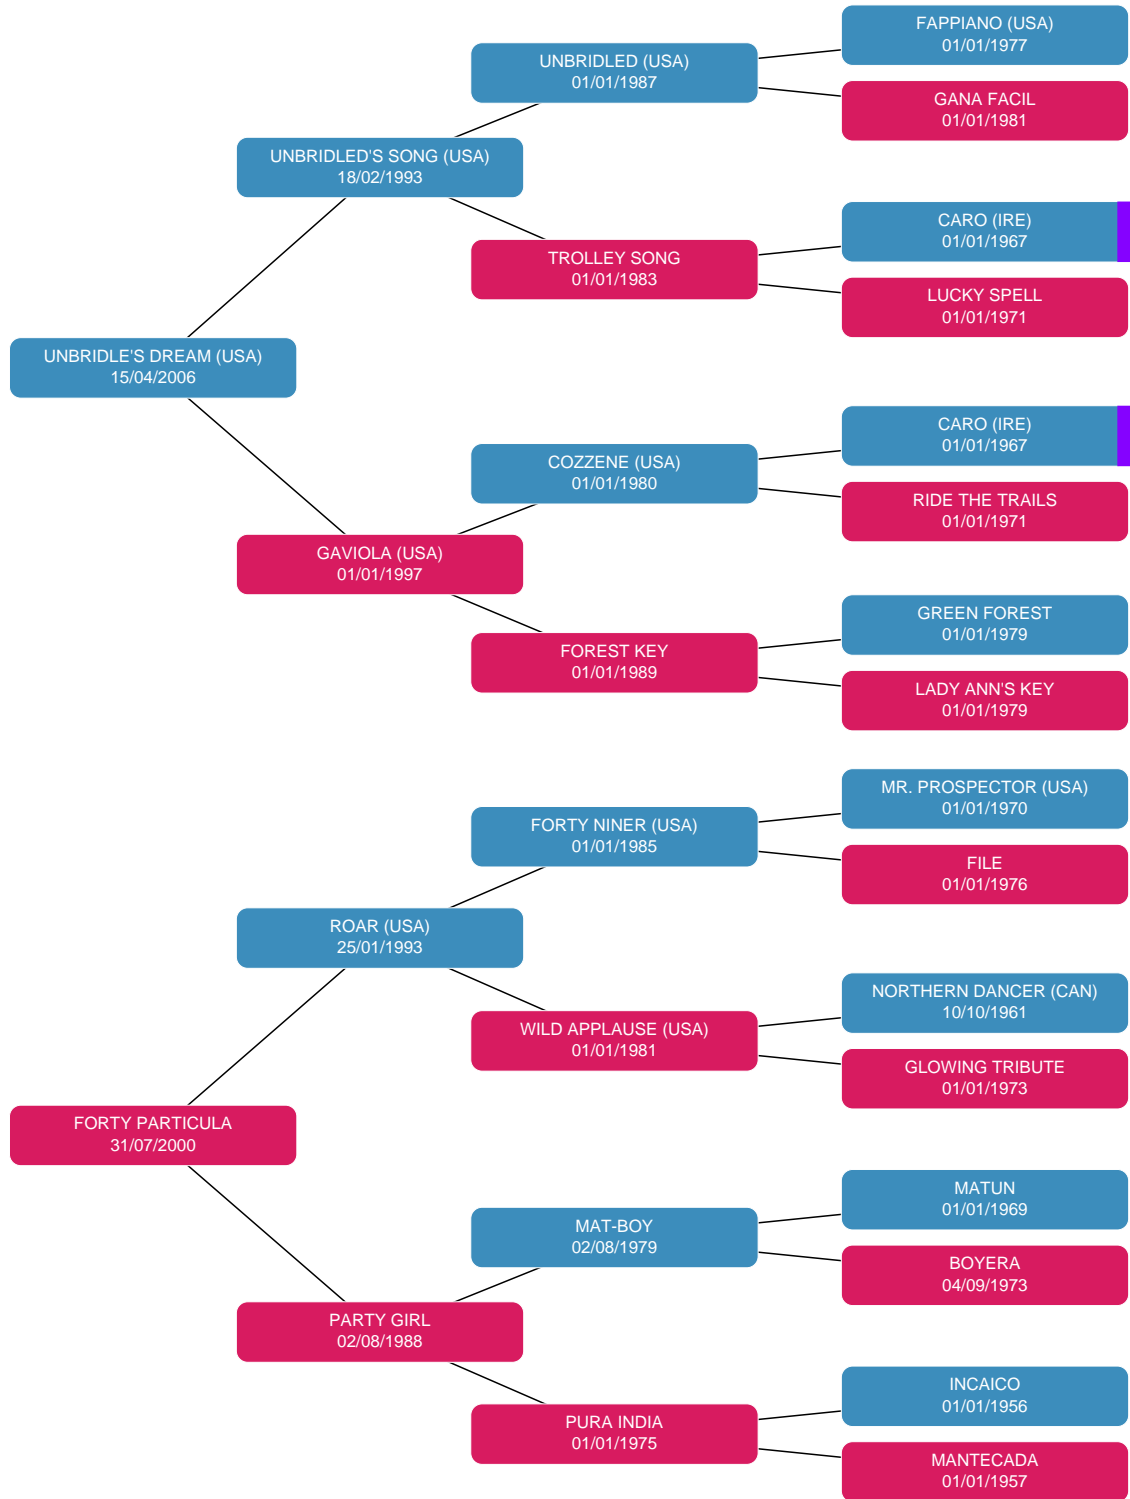 FAPPIANO (USA)
01/01/1977
UNBRIDLED (USA)
01/01/1987
GANA FACIL
01/01/1981
UNBRIDLED'S SONG (USA)
18/02/1993
CARO (IRE)
01/01/1967
TROLLEY SONG
01/01/1983
LUCKY SPELL
01/01/1971
UNBRIDLE'S DREAM (USA)
15/04/2006
CARO (IRE)
01/01/1967
COZZENE (USA)
01/01/1980
RIDE THE TRAILS
01/01/1971
GAVIOLA (USA)
01/01/1997
GREEN FOREST
01/01/1979
FOREST KEY
01/01/1989
LADY ANN'S KEY
01/01/1979
MR. PROSPECTOR (USA)
01/01/1970
FORTY NINER (USA)
01/01/1985
FILE
01/01/1976
ROAR (USA)
25/01/1993
NORTHERN DANCER (CAN)
10/10/1961
WILD APPLAUSE (USA)
01/01/1981
GLOWING TRIBUTE
01/01/1973
FORTY PARTICULA
31/07/2000
MATUN
01/01/1969
MAT-BOY
02/08/1979
BOYERA
04/09/1973
PARTY GIRL
02/08/1988
INCAICO
01/01/1956
PURA INDIA
01/01/1975
MANTECADA
01/01/1957